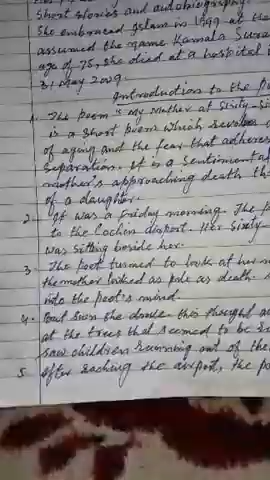 short stories and autobiography.
She embraced Islam in 1999 at the
assumed the name Kamala Surra
age of 75, she died at a hospital i
31 May 2009.
Introduction to the Po
1. The poem "My Mother at Sixty-Si
is a short poem which revolves
of aging and the fear that adheres
separation. It is a sentimental
mother's approaching death th
of a daughter.
2. It was a friday morning. The p
to the Cochin airport. Her Sixty-
was sitting beside her.
3. The Poet turmed to look at her m
the mother looked as pale as death.
into the poet's mind.
4. But soon she drove this thought a
at the trees that seemed to be
saw children running out of the
5. After reaching the airport, the po